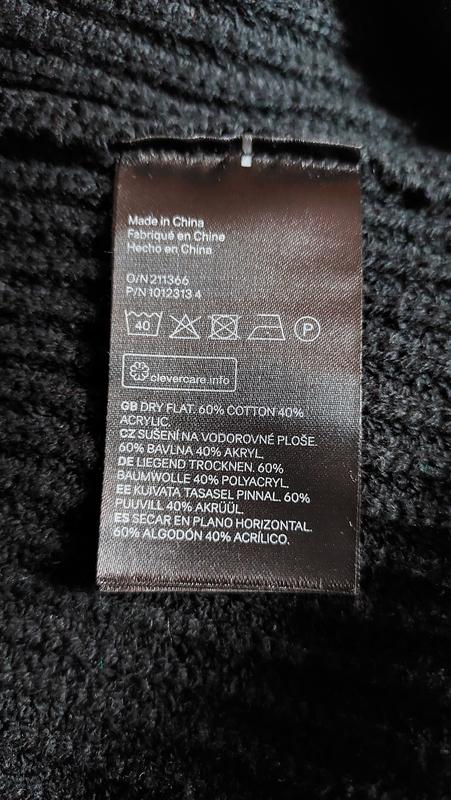 Made in China
Fabriqué en Chine
Hecho en China
O/N 211366
P/N 1012313 4
40 P
clevercare.info
GB DRY FLAT. 60% COTTON 40%
ACRYLIC.
CZ SUŠENÍ NA VODOROVNÉ PLOŠE.
60% BAVLNA 40% AKRYL.
DE LIEGEND TROCKNEN. 60%
BAUMWOLLE 40% POLYACRYL.
EE KUIVATA TASASEL PINNAL. 60%
PUUVILL 40% AKRÜÜL.
ES SECAR EN PLANO HORIZONTAL.
60% ALGODÓN 40% ACRÍLICO.